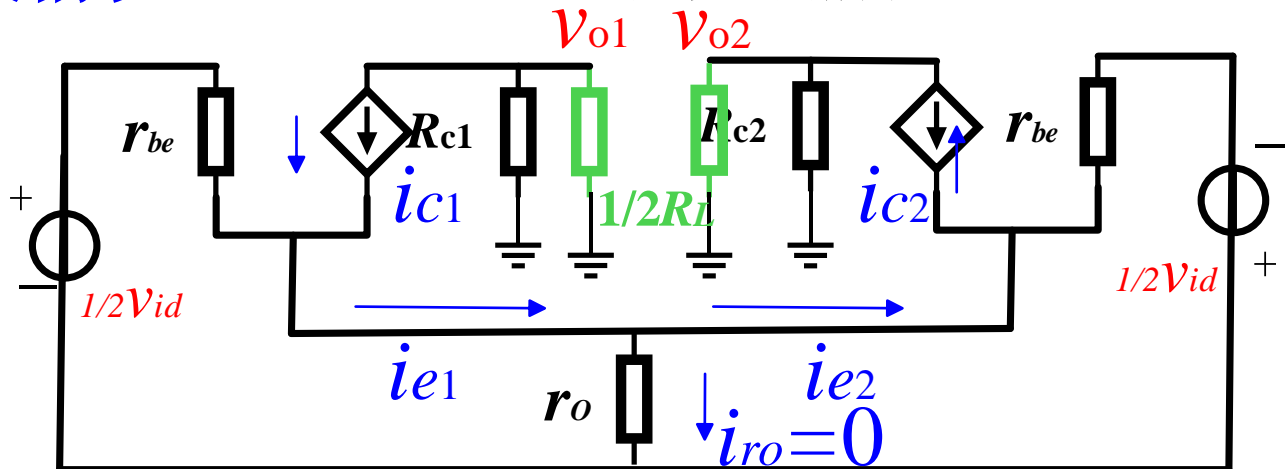 vo1 vo2
rbe Rc1 Rc2 rbe
ic1 1/2RL ic2
+ − 1/2vid
− + 1/2vid
ie1 ie2
ro iro=0